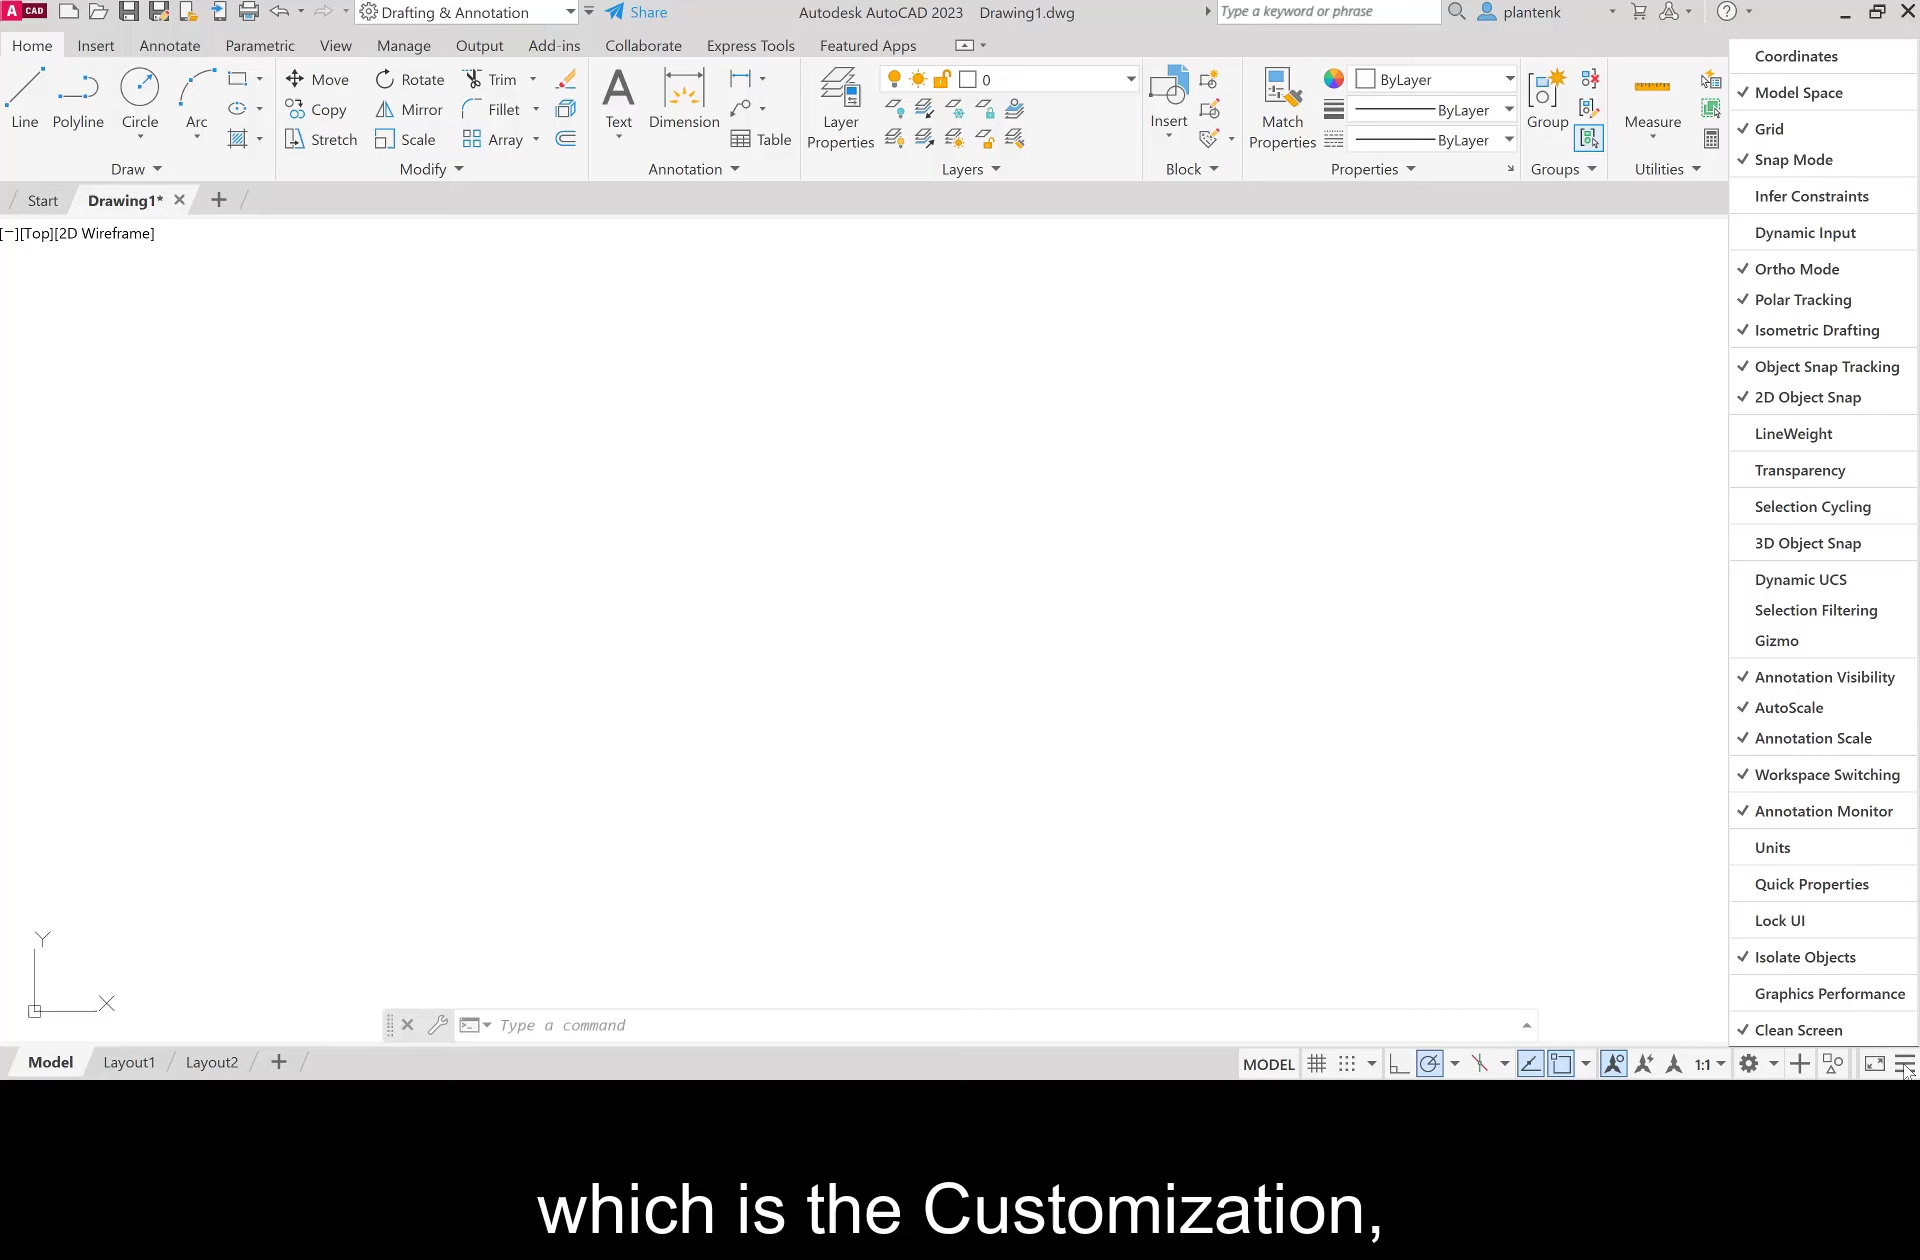 A CAD Drafting & Annotation Share Autodesk AutoCAD 2023 Drawing1.dwg Type a keyword or phrase plantenk
Home Insert Annotate Parametric View Manage Output Add-ins Collaborate Express Tools Featured Apps
Line Polyline Circle Arc
Move Rotate Trim
Copy Mirror Fillet
Stretch Scale Array
Text Dimension Table
Layer Properties
0
Insert
Match Properties
ByLayer
ByLayer
ByLayer
Group
Measure
Draw Modify Annotation Layers Block Properties Groups Utilities
Start Drawing1*
[−][Top][2D Wireframe]
Coordinates
Model Space
Grid
Snap Mode
Infer Constraints
Dynamic Input
Ortho Mode
Polar Tracking
Isometric Drafting
Object Snap Tracking
2D Object Snap
LineWeight
Transparency
Selection Cycling
3D Object Snap
Dynamic UCS
Selection Filtering
Gizmo
Annotation Visibility
AutoScale
Annotation Scale
Workspace Switching
Annotation Monitor
Units
Quick Properties
Lock UI
Isolate Objects
Graphics Performance
Clean Screen
Y
X
Type a command
Model Layout1 Layout2 MODEL 1:1
which is the Customization,